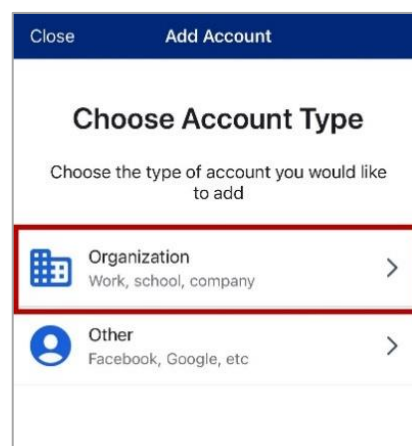 Close Add Account
Choose Account Type
Choose the type of account you would like
to add
Organization
Work, school, company
Other
Facebook, Google, etc